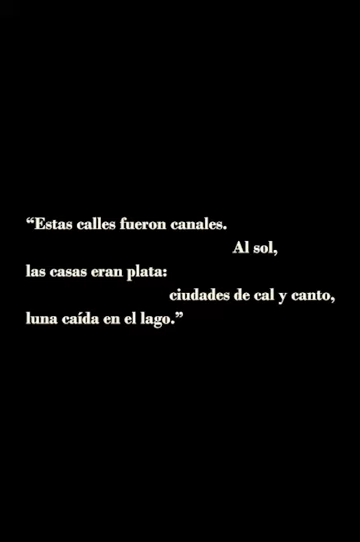 “Estas calles fueron canales.
Al sol,
las casas eran plata:
ciudades de cal y canto,
luna caída en el lago.”